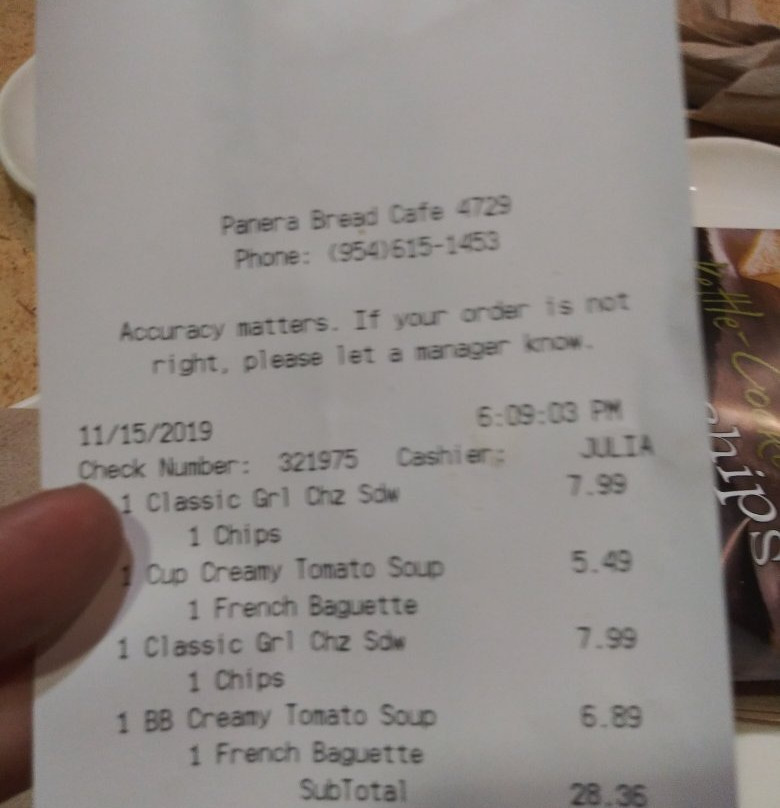 Panera Bread Cafe 4729
Phone: (954)615-1453
Accuracy matters. If your order is not
right, please let a manager know.
11/15/2019 6:09:03 PM
Check Number: 321975 Cashier: JULIA
1 Classic Grl Chz Sdw 7.99
1 Chips
1 Cup Creamy Tomato Soup 5.49
1 French Baguette
1 Classic Grl Chz Sdw 7.99
1 Chips
1 BB Creamy Tomato Soup 6.89
1 French Baguette
SubTotal 28.36
Kettle-Cooked
chips